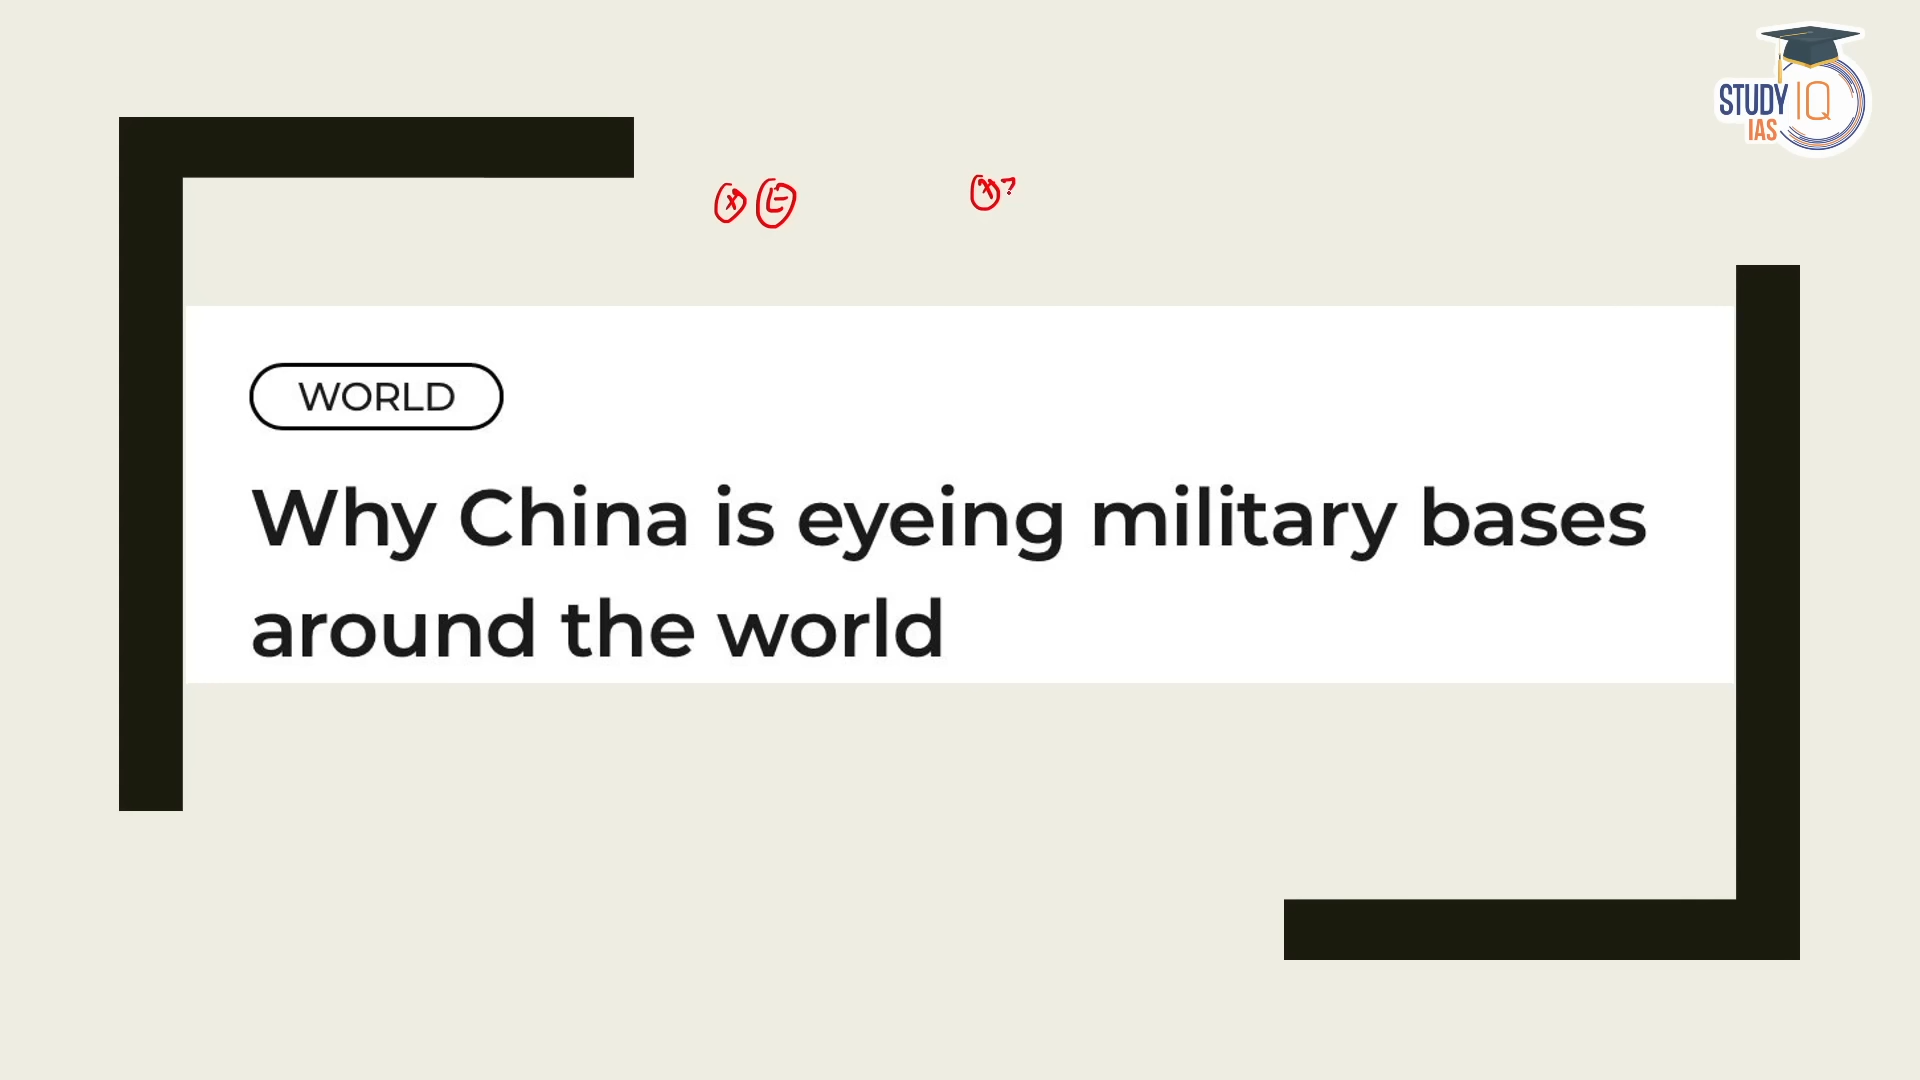 STUDY IQ
IAS
WORLD
Why China is eyeing military bases
around the world